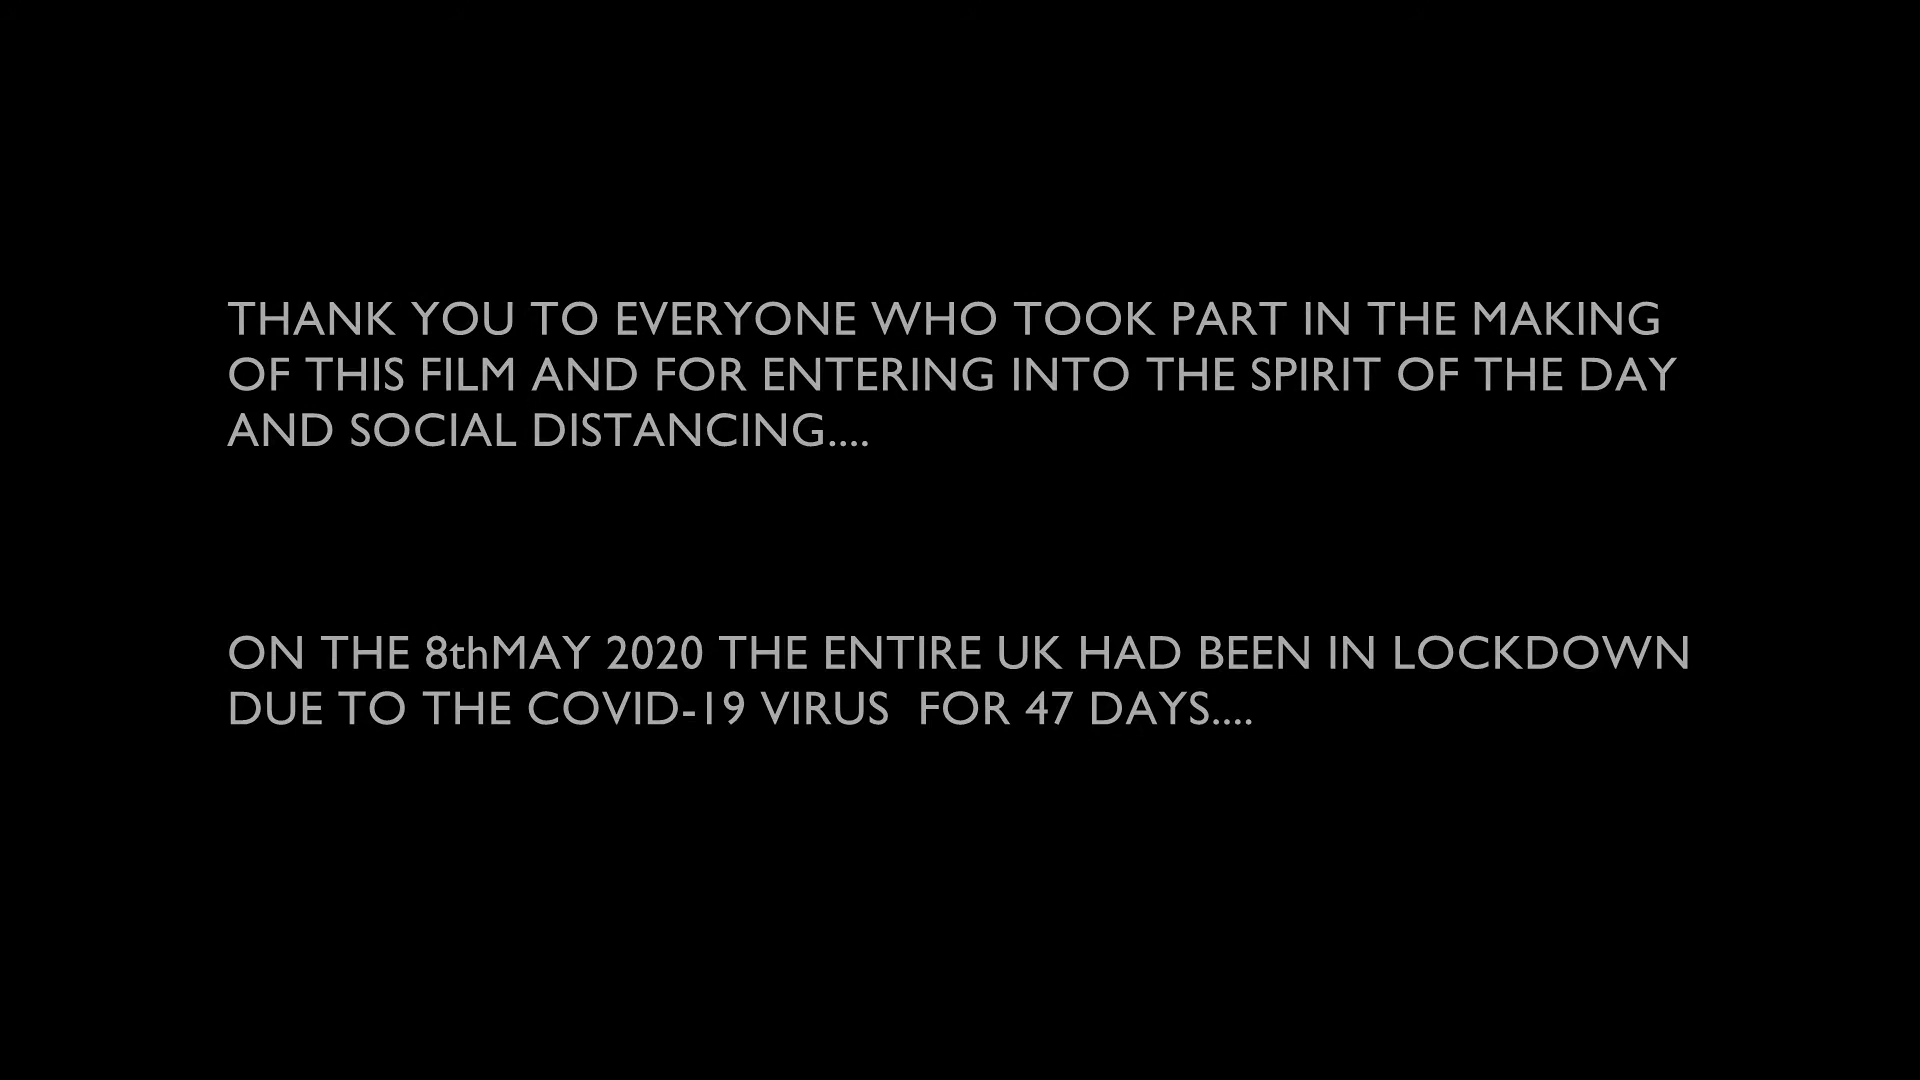 THANK YOU TO EVERYONE WHO TOOK PART IN THE MAKING
OF THIS FILM AND FOR ENTERING INTO THE SPIRIT OF THE DAY
AND SOCIAL DISTANCING....
ON THE 8thMAY 2020 THE ENTIRE UK HAD BEEN IN LOCKDOWN
DUE TO THE COVID-19 VIRUS  FOR 47 DAYS....